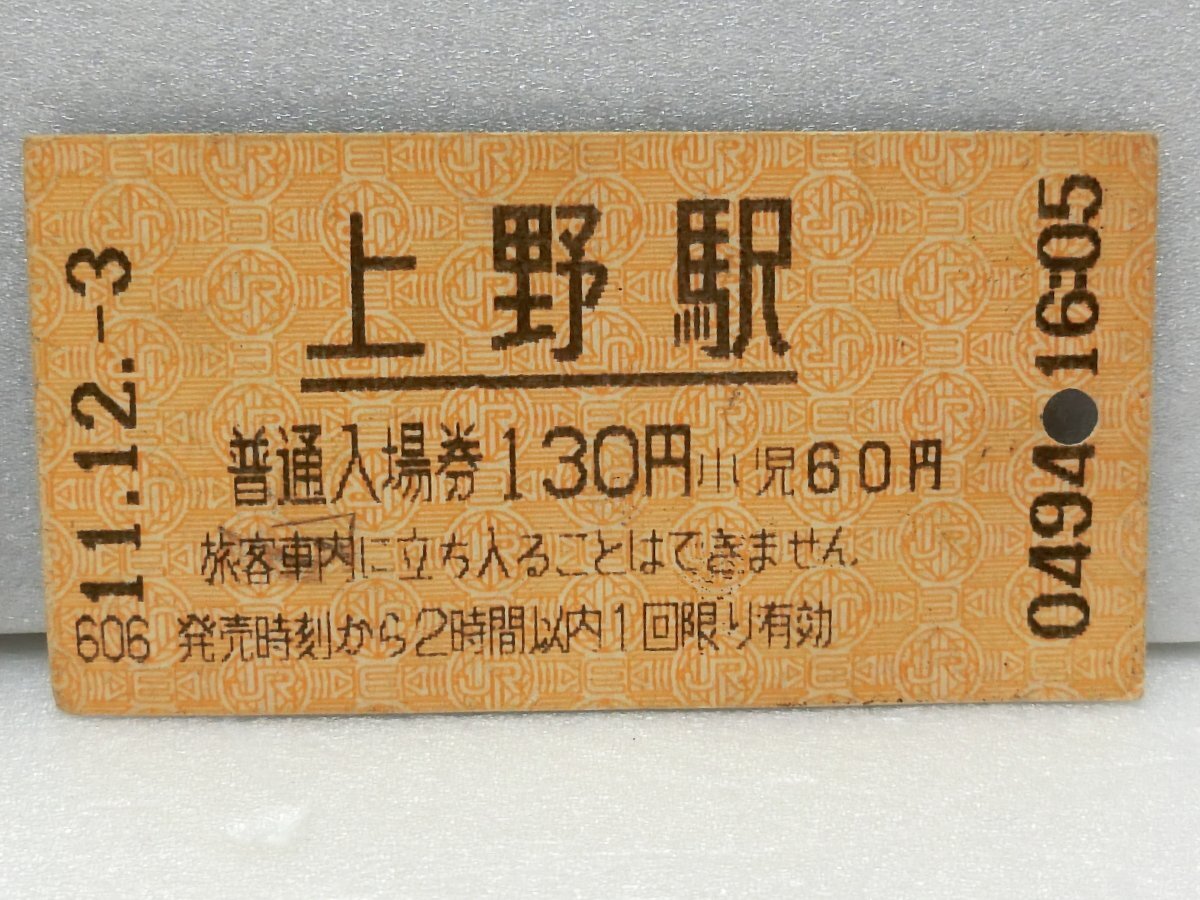 11.12.-3
上野駅
普通入場券130円小児60円
旅客車内に立ち入ることはできません
606 発売時刻から2時間以内1回限り有効
0494●16:05